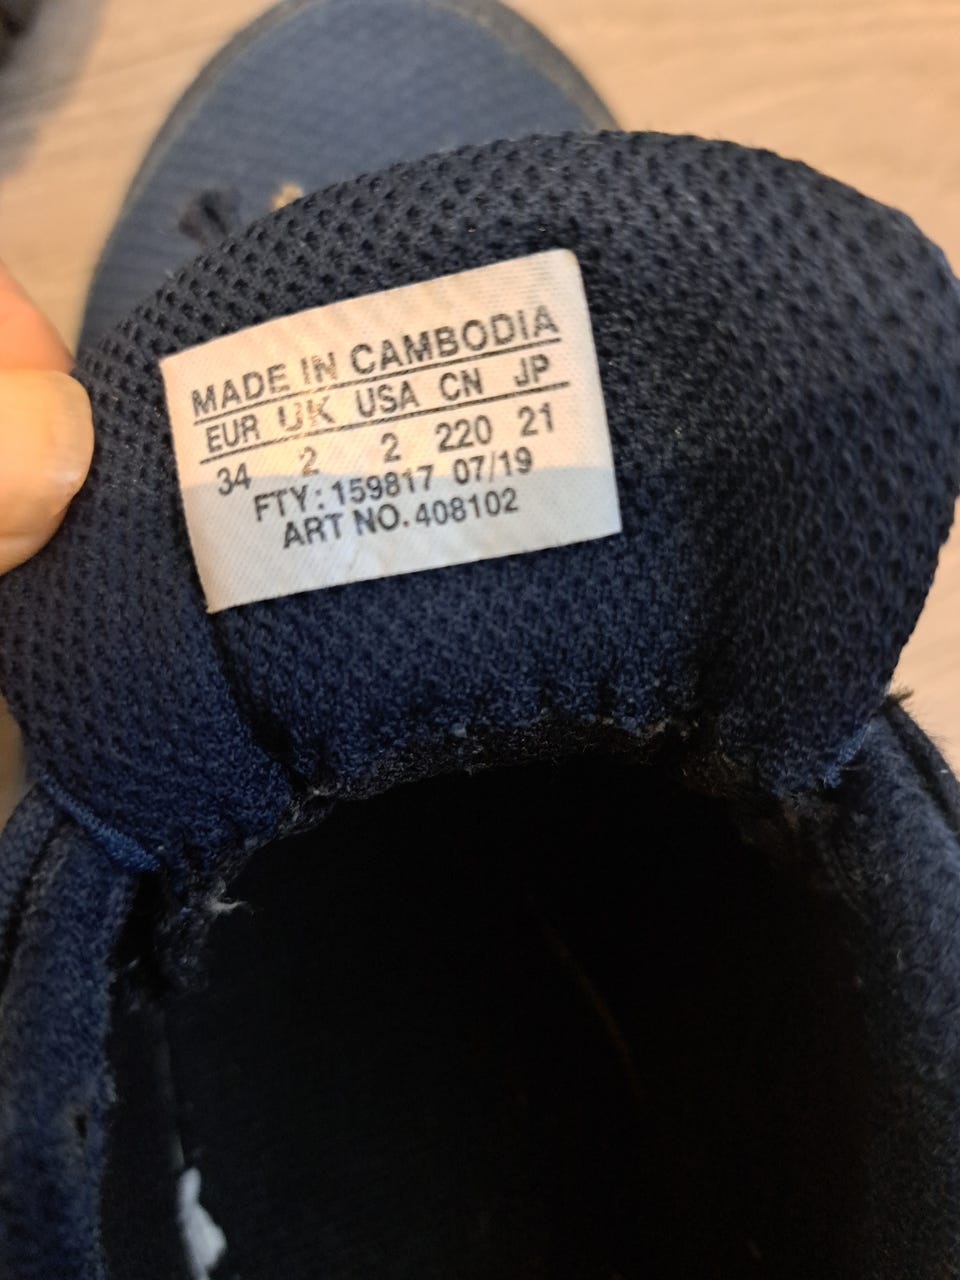 MADE IN CAMBODIA
EUR UK USA CN JP
34 2 2 220 21
FTY: 159817 07/19
ART NO. 408102